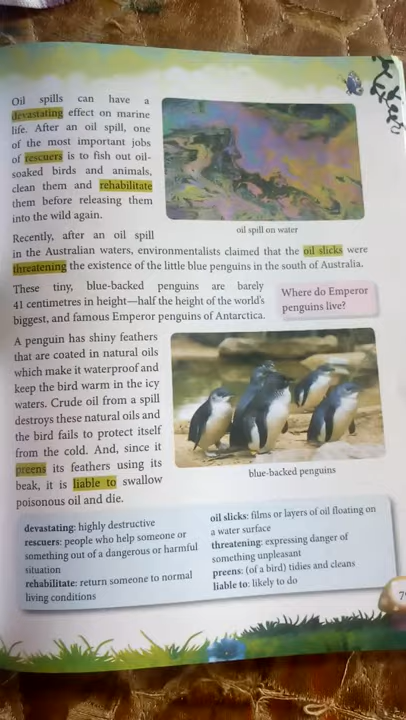 Oil spills can have a
devastating effect on marine
life. After an oil spill, one
of the most important jobs
of rescuers is to fish out oil-
soaked birds and animals,
clean them and rehabilitate
them before releasing them
into the wild again.
oil spill on water
Recently, after an oil spill
in the Australian waters, environmentalists claimed that the oil slicks were
threatening the existence of the little blue penguins in the south of Australia.
These tiny, blue-backed penguins are barely
41 centimetres in height—half the height of the world's
biggest, and famous Emperor penguins of Antarctica.
Where do Emperor
penguins live?
A penguin has shiny feathers
that are coated in natural oils
which make it waterproof and
keep the bird warm in the icy
waters. Crude oil from a spill
destroys these natural oils and
the bird fails to protect itself
from the cold. And, since it
preens its feathers using its
beak, it is liable to swallow
poisonous oil and die.
blue-backed penguins
devastating: highly destructive
rescuers: people who help someone or
something out of a dangerous or harmful
situation
rehabilitate: return someone to normal
living conditions
oil slicks: films or layers of oil floating on
a water surface
threatening: expressing danger of
something unpleasant
preens: (of a bird) tidies and cleans
liable to: likely to do